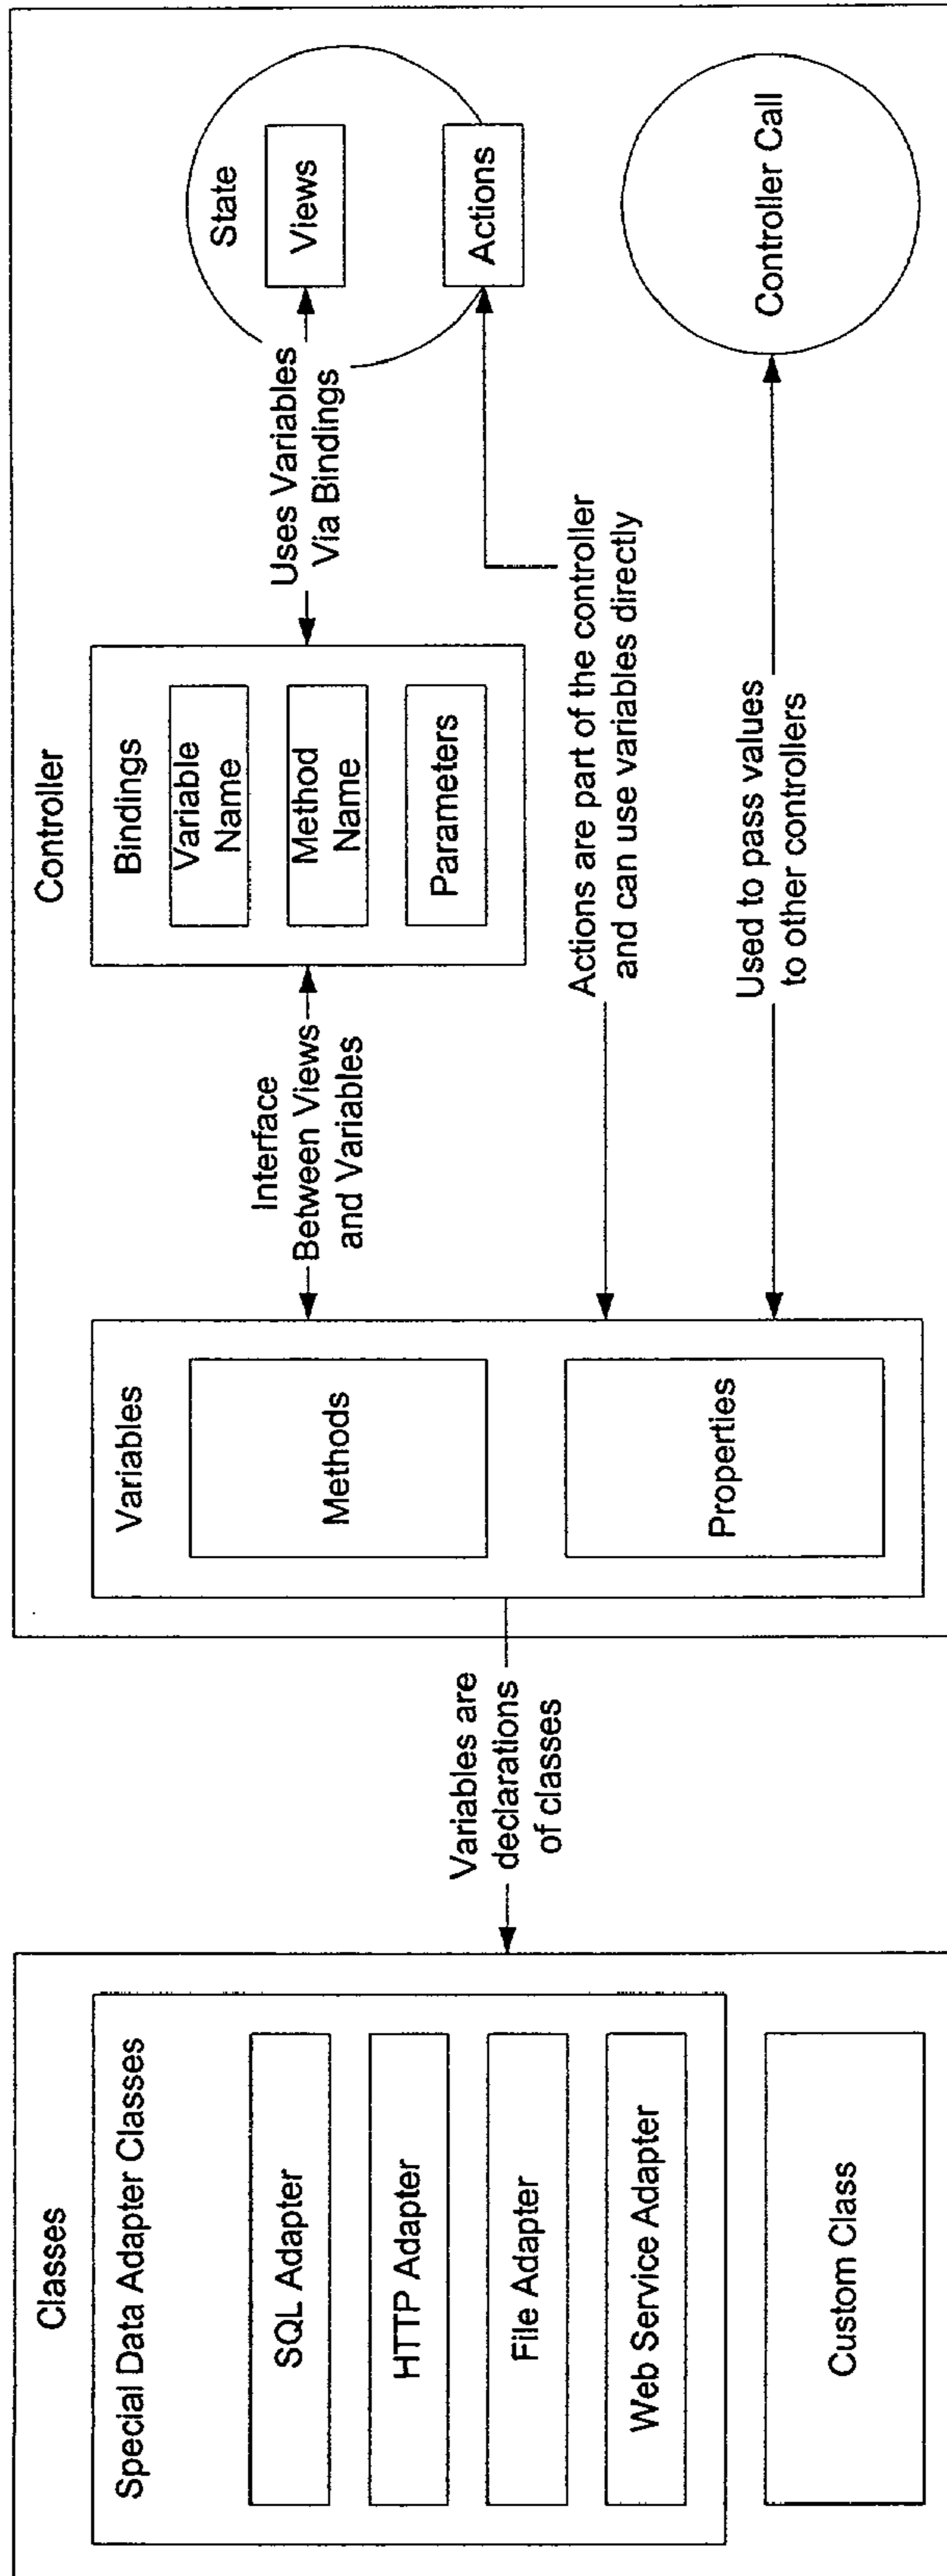 Classes
Special Data Adapter Classes
SQL Adapter
HTTP Adapter
File Adapter
Web Service Adapter
Custom Class
Variables are
declarations
of classes
Controller
Variables
Methods
Properties
Interface
Between Views
and Variables
Bindings
Variable
Name
Method
Name
Parameters
Uses Variables
Via Bindings
State
Views
Actions
Actions are part of the controller
and can use variables directly
Used to pass values
to other controllers
Controller Call